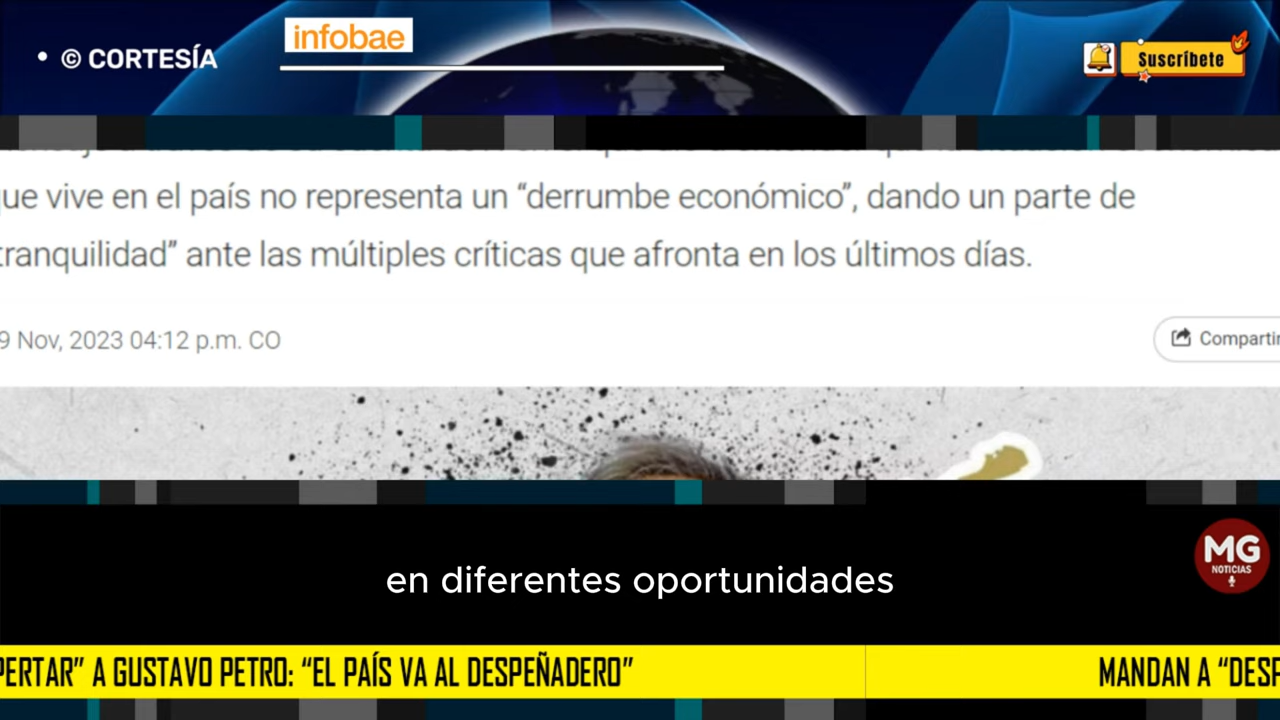 • © CORTESÍA
infobae
Suscríbete
ue vive en el país no representa un “derrumbe económico”, dando un parte de
tranquilidad” ante las múltiples críticas que afronta en los últimos días.
9 Nov, 2023 04:12 p.m. CO
Compartir
en diferentes oportunidades
MG
NOTICIAS
PERTAR” A GUSTAVO PETRO: “EL PAÍS VA AL DESPEÑADERO”
MANDAN A “DESP